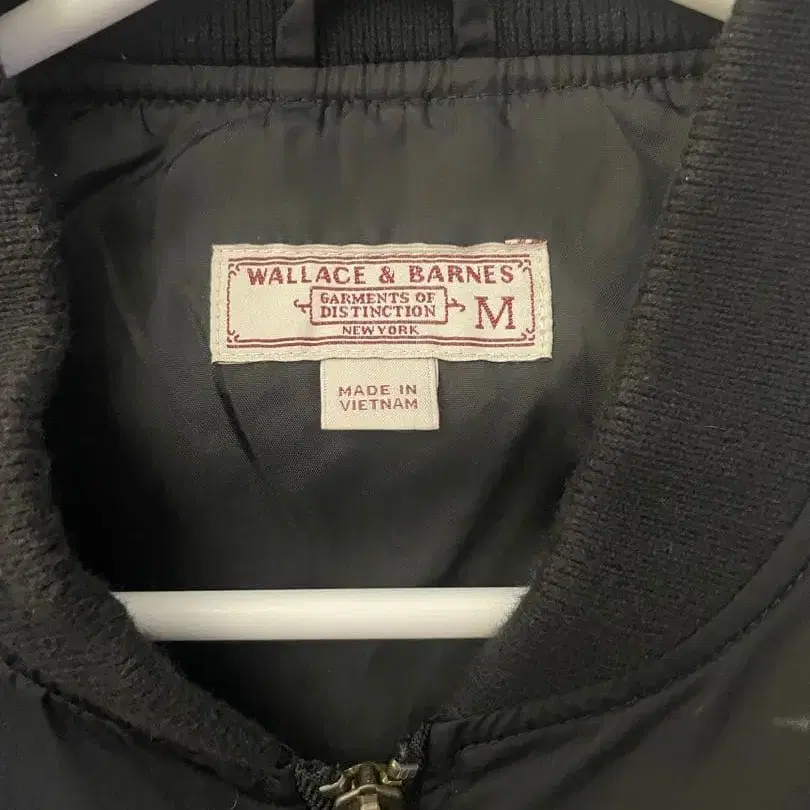 WALLACE & BARNES
GARMENTS OF
DISTINCTION
M
NEW YORK
MADE IN
VIETNAM